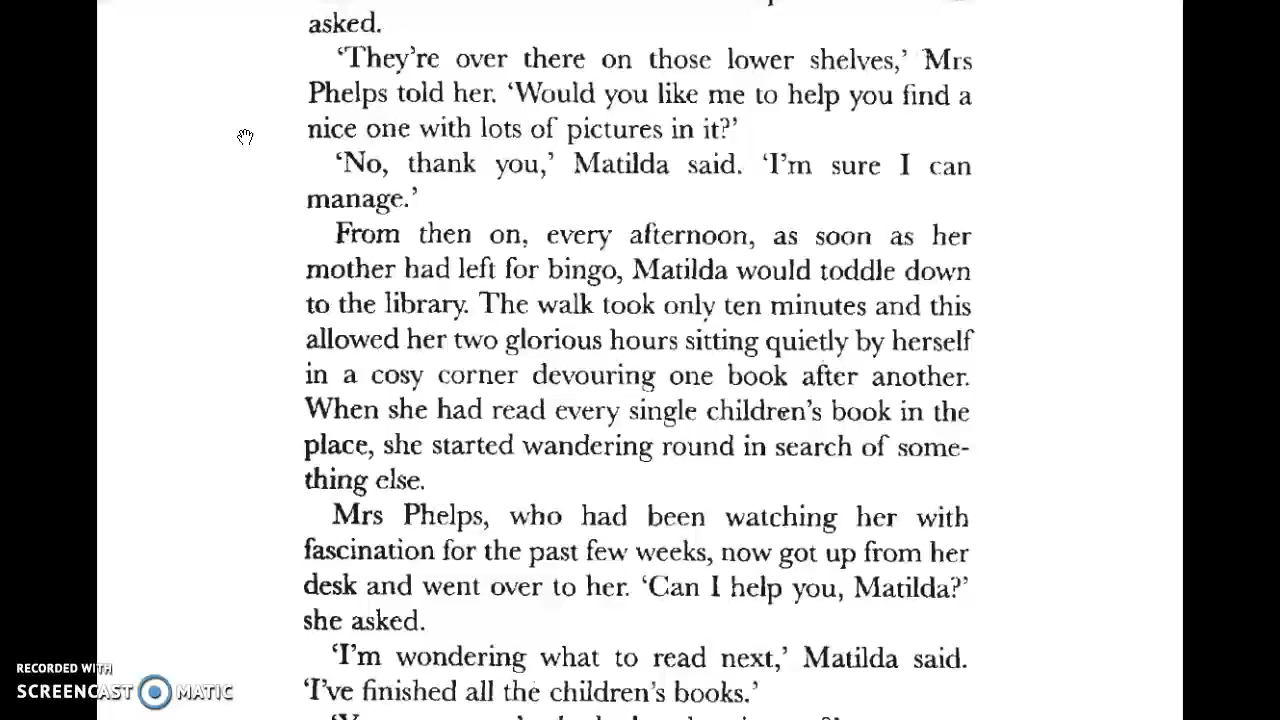 asked.
‘They’re over there on those lower shelves,’ Mrs
Phelps told her. ‘Would you like me to help you find a
nice one with lots of pictures in it?’
‘No, thank you,’ Matilda said. ‘I’m sure I can
manage.’
From then on, every afternoon, as soon as her
mother had left for bingo, Matilda would toddle down
to the library. The walk took only ten minutes and this
allowed her two glorious hours sitting quietly by herself
in a cosy corner devouring one book after another.
When she had read every single children’s book in the
place, she started wandering round in search of some-
thing else.
Mrs Phelps, who had been watching her with
fascination for the past few weeks, now got up from her
desk and went over to her. ‘Can I help you, Matilda?’
she asked.
‘I’m wondering what to read next,’ Matilda said.
‘I’ve finished all the children’s books.’
RECORDED WITH
SCREENCAST MATIC